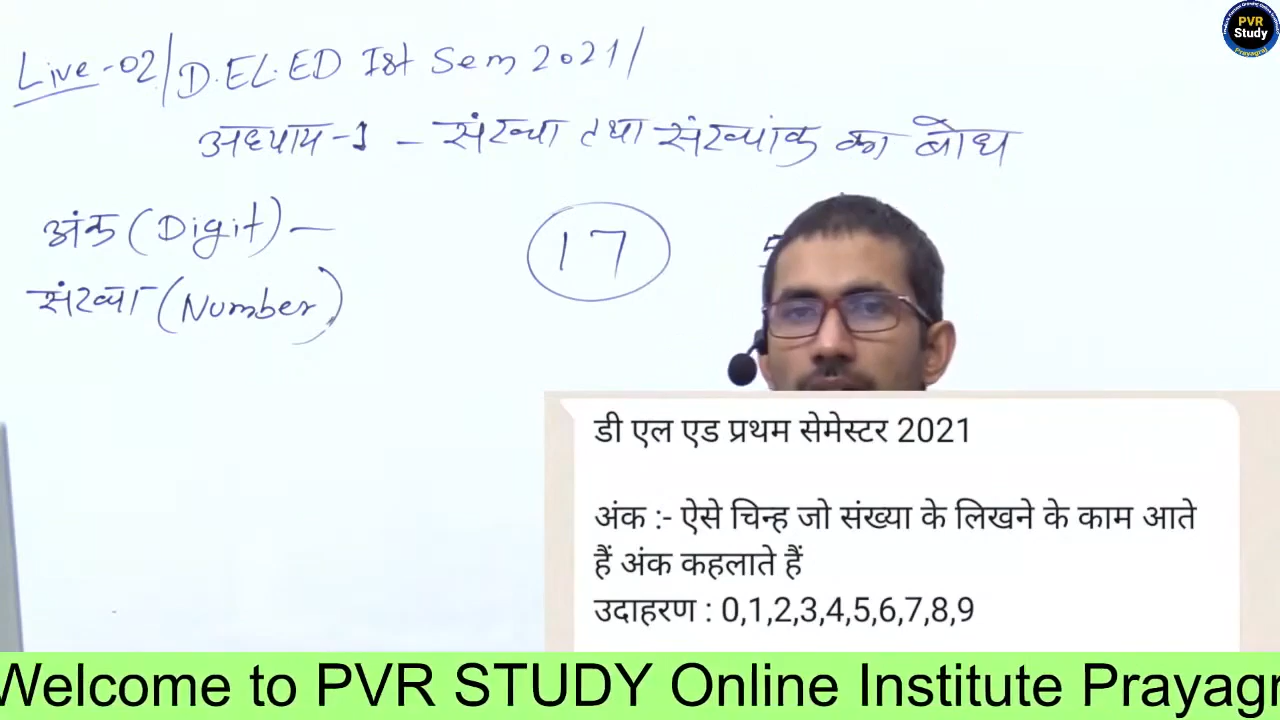 PVR
Study
Prayagraj
Live-02/D.EL.ED Ist Sem 2021/
अध्याय-1 - संख्या तथा संख्यांक का बोध
अंक (Digit) -
17
संख्या (Number)
डी एल एड प्रथम सेमेस्टर 2021
अंक :- ऐसे चिन्ह जो संख्या के लिखने के काम आते
हैं अंक कहलाते हैं
उदाहरण : 0,1,2,3,4,5,6,7,8,9
Welcome to PVR STUDY Online Institute Prayagr